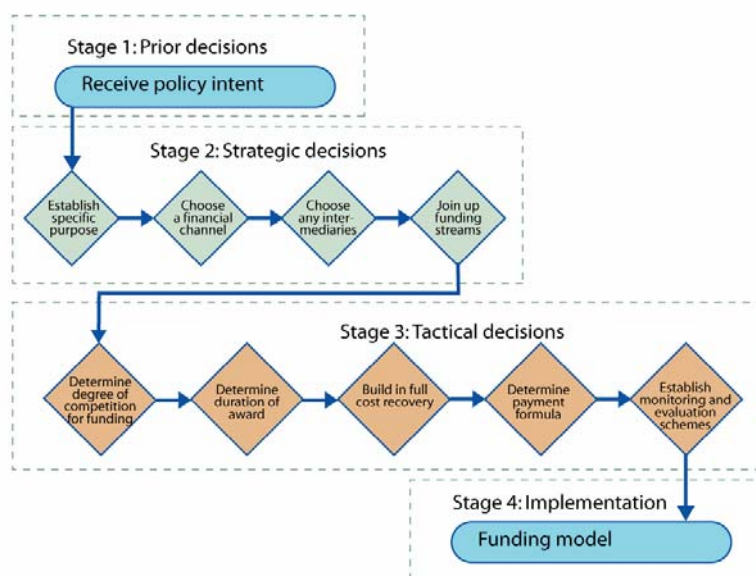 Stage 1: Prior decisions
Receive policy intent
Stage 2: Strategic decisions
Establish
specific
purpose
Choose
a financial
channel
Choose
any inter-
mediaries
Join up
funding
streams
Stage 3: Tactical decisions
Determine
degree of
competition
for funding
Determine
duration of
award
Build in full
cost recovery
Determine
payment
formula
Establish
monitoring and
evaluation
schemes
Stage 4: Implementation
Funding model